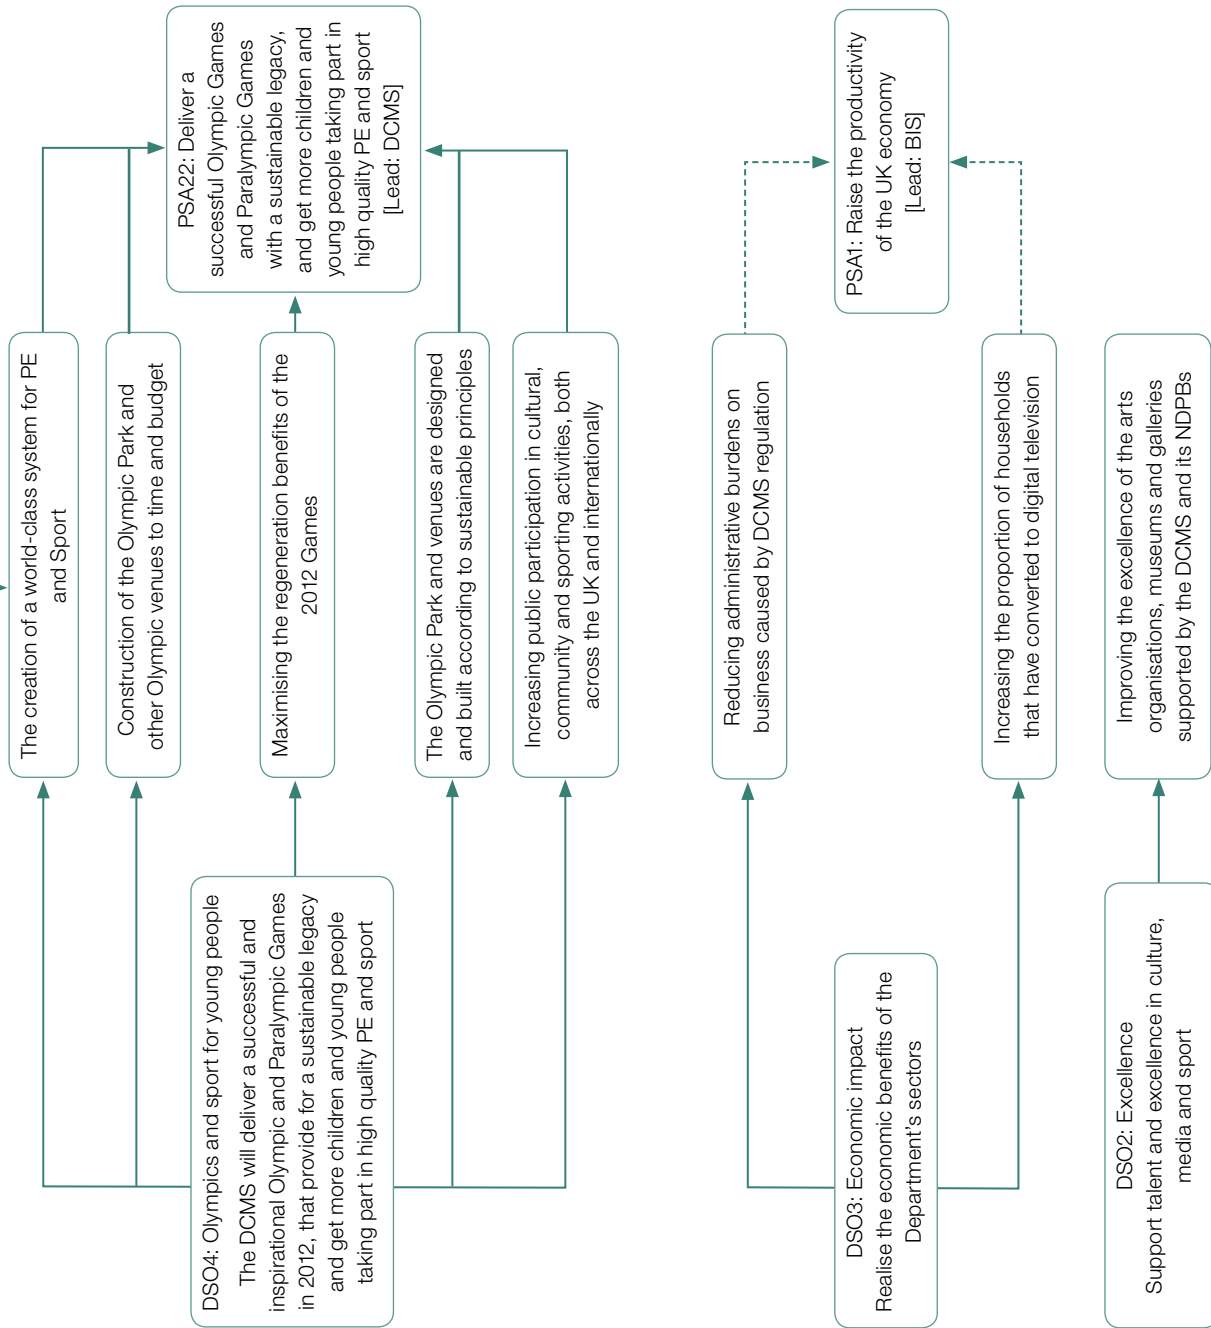 DSO4: Olympics and sport for young people
The DCMS will deliver a successful and
inspirational Olympic and Paralympic Games
in 2012, that provide for a sustainable legacy
and get more children and young people
taking part in high quality PE and sport
The creation of a world-class system for PE
and Sport
Construction of the Olympic Park and
other Olympic venues to time and budget
Maximising the regeneration benefits of the
2012 Games
The Olympic Park and venues are designed
and built according to sustainable principles
Increasing public participation in cultural,
community and sporting activities, both
across the UK and internationally
PSA22: Deliver a
successful Olympic Games
and Paralympic Games
with a sustainable legacy,
and get more children and
young people taking part in
high quality PE and sport
[Lead: DCMS]
DSO3: Economic impact
Realise the economic benefits of the
Department's sectors
Reducing administrative burdens on
business caused by DCMS regulation
Increasing the proportion of households
that have converted to digital television
PSA1: Raise the productivity
of the UK economy
[Lead: BIS]
DSO2: Excellence
Support talent and excellence in culture,
media and sport
Improving the excellence of the arts
organisations, museums and galleries
supported by the DCMS and its NDPBs